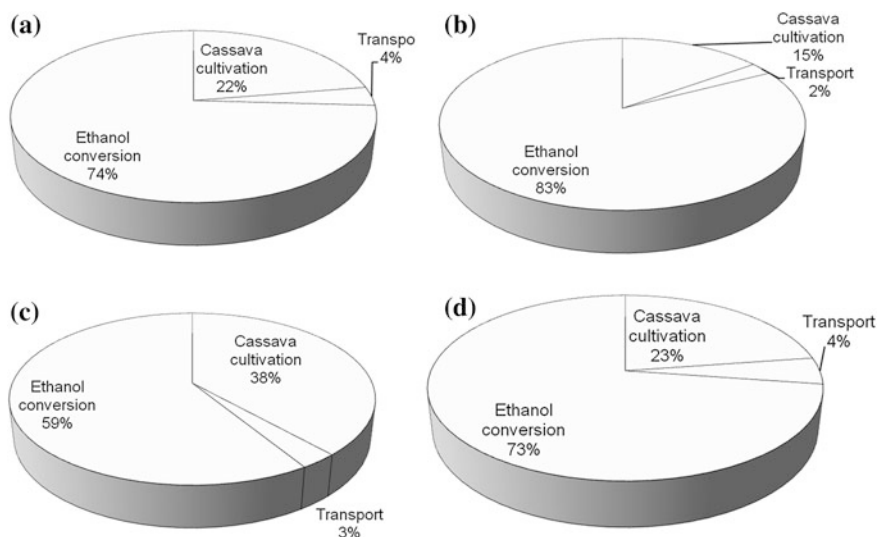 (a)
Cassava
cultivation
22%
Transpo
4%
Ethanol
conversion
74%
(b)
Cassava
cultivation
15%
Transport
2%
Ethanol
conversion
83%
(c)
Cassava
cultivation
38%
Ethanol
conversion
59%
Transport
3%
(d)
Cassava
cultivation
23%
Transport
4%
Ethanol
conversion
73%